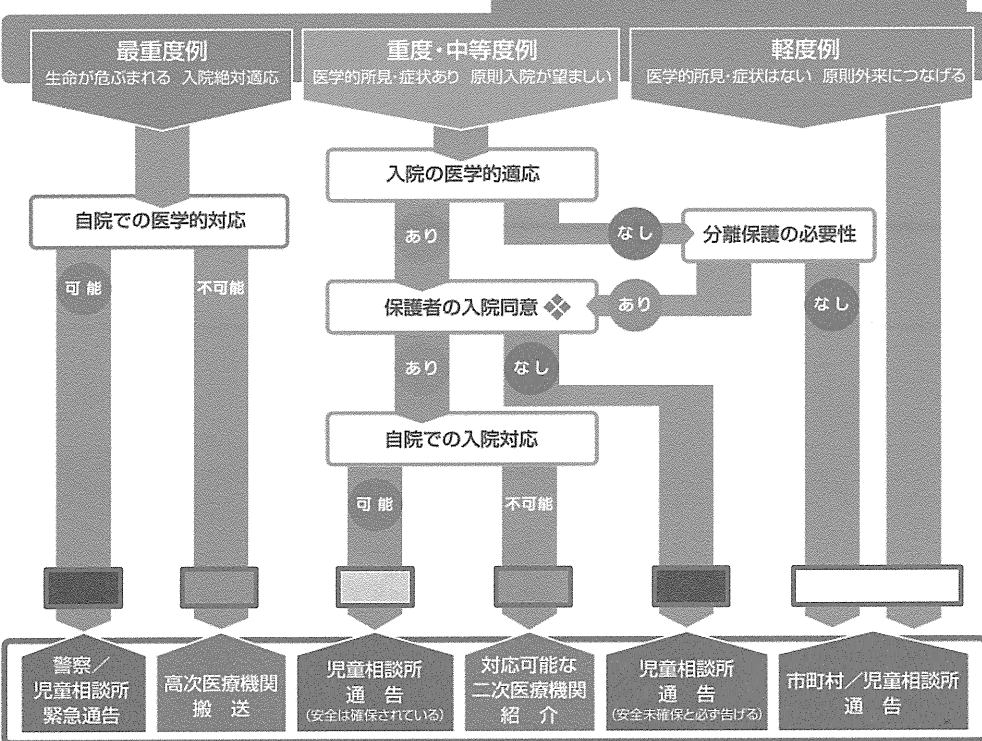 最重度例
生命が危ぶまれる 入院絶対適応
重度・中等度例
医学的所見・症状あり 原則入院が望ましい
軽度例
医学的所見・症状はない 原則外来につなげる
入院の医学的適応
自院での医学的対応
あり
なし
分離保護の必要性
可能
不可能
保護者の入院同意 ❖
あり
なし
あり
なし
自院での入院対応
可能
不可能
警察／
児童相談所
緊急通告
高次医療機関
搬 送
児童相談所
通 告
(安全は確保されている)
対応可能な
二次医療機関
紹 介
児童相談所
通 告
(安全未確保と必ず告げる)
市町村／児童相談所
通 告